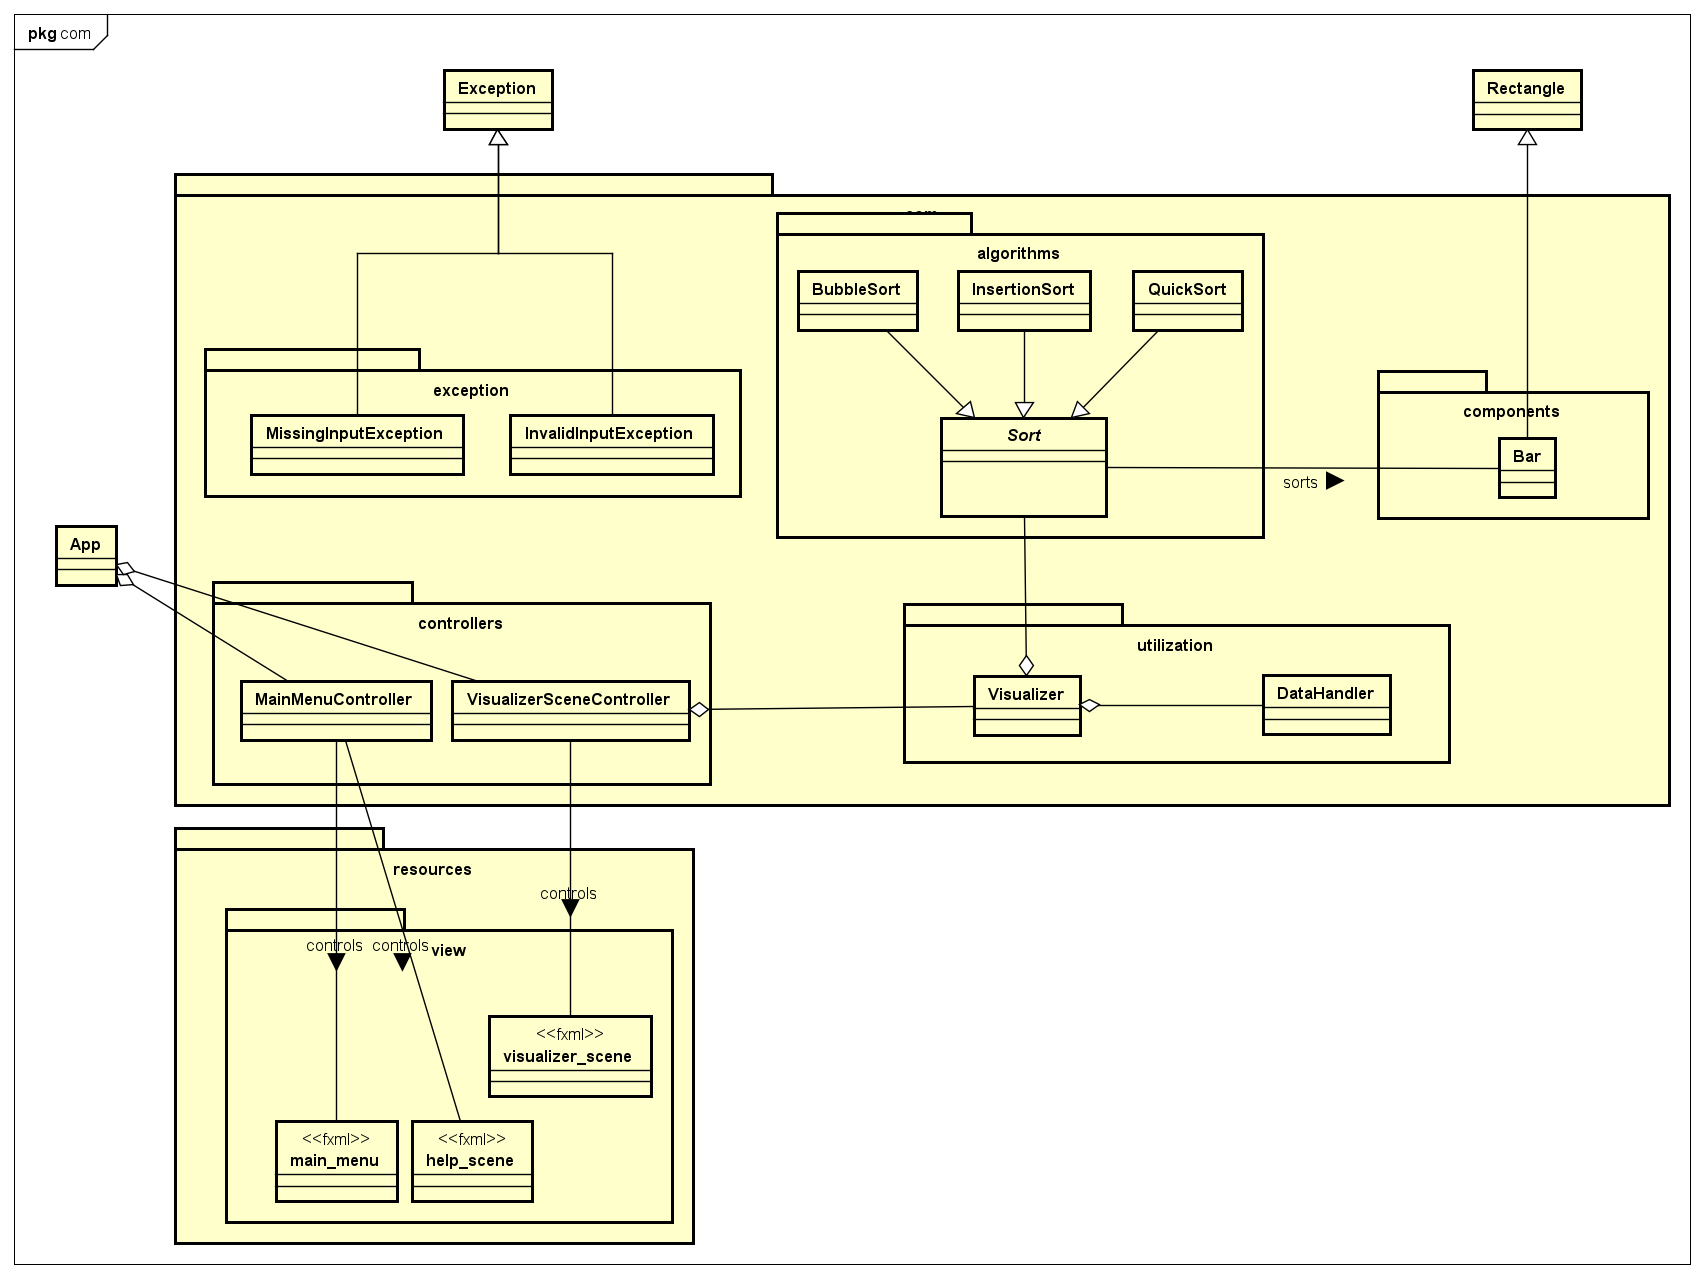 pkg com
Exception
Rectangle
algorithms
BubbleSort
InsertionSort
QuickSort
exception
components
MissingInputException
InvalidInputException
Sort
Bar
sorts
App
controllers
utilization
MainMenuController
VisualizerSceneController
Visualizer
DataHandler
resources
controls
controls
controls
view
<<fxml>>
visualizer_scene
<<fxml>>
main_menu
<<fxml>>
help_scene